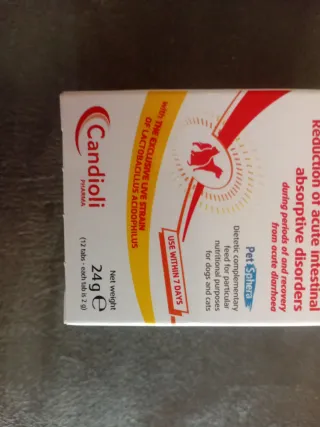 Reduction of acute intestinal
absorptive disorders
during periods of and recovery
from acute diarrhoea
Pet Sphera
Dietetic complementary
feed for particular
nutritional purposes
for dogs and cats
USE WITHIN 7 DAYS
with THE EXCLUSIVE LIVE STRAIN
OF LACTOBACILLUS ACIDOPHILUS
Candioli
PHARMA
Net weight
24 g e
(12 tabs - each tab is 2 g)